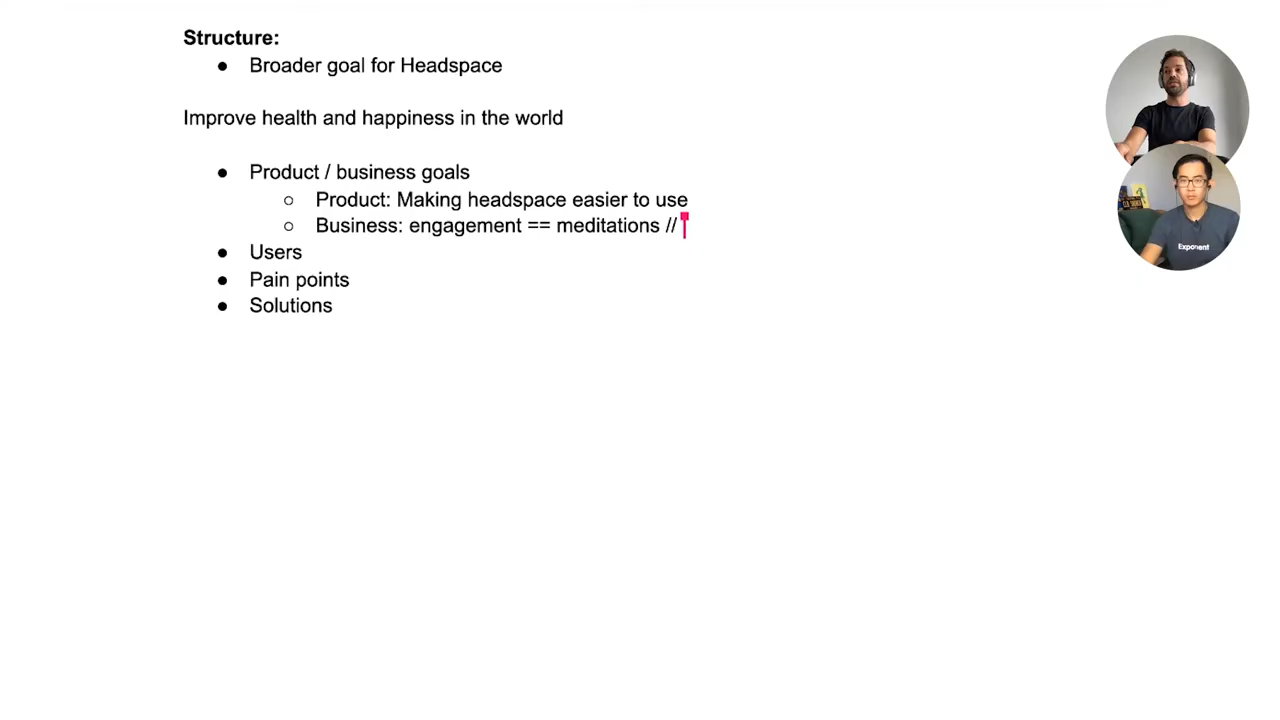 Structure:
● Broader goal for Headspace
Improve health and happiness in the world
● Product / business goals
○ Product: Making headspace easier to use
○ Business: engagement == meditations //
● Users
● Pain points
● Solutions
Exponent